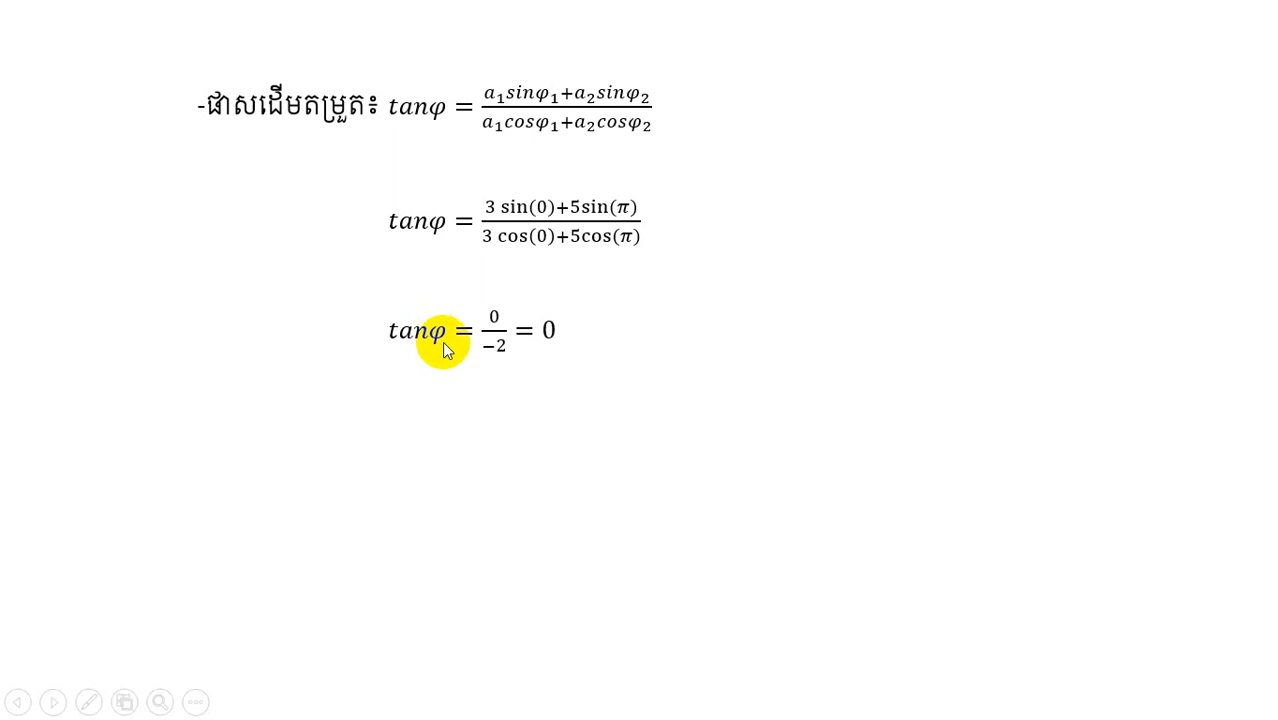 -ផាសដើមតម្រួត៖ tanφ = (a₁sinφ₁+a₂sinφ₂)/(a₁cosφ₁+a₂cosφ₂)
tanφ = (3 sin(0)+5sin(π))/(3 cos(0)+5cos(π))
tanφ = 0/−2 = 0